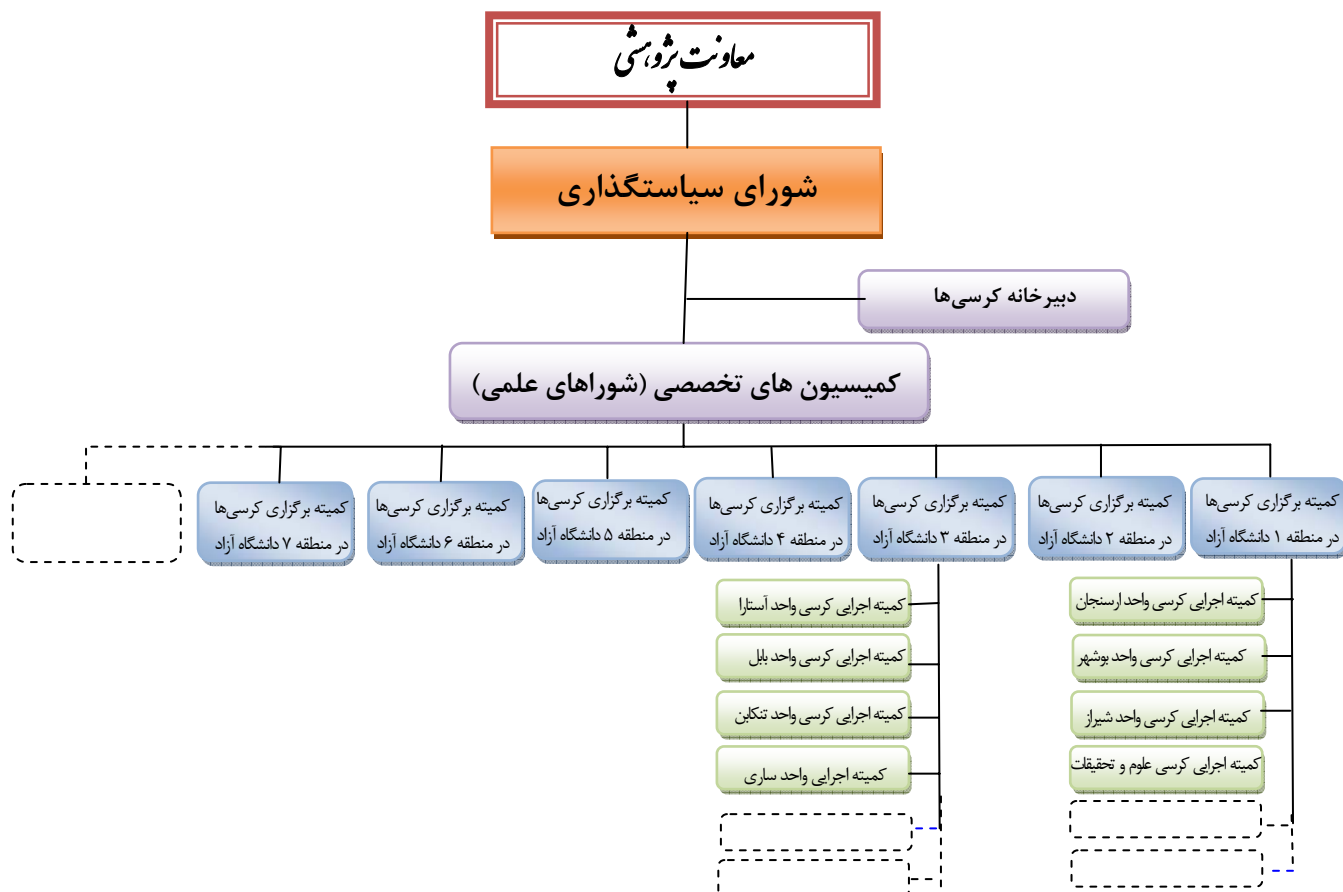 معاونت پژوهشی
شورای سیاستگذاری
دبیرخانه کرسی‌ها
کمیسیون های تخصصی (شوراهای علمی)
کمیته برگزاری کرسی‌ها
در منطقه ۱ دانشگاه آزاد
کمیته برگزاری کرسی‌ها
در منطقه ۲ دانشگاه آزاد
کمیته برگزاری کرسی‌ها
در منطقه ۳ دانشگاه آزاد
کمیته برگزاری کرسی‌ها
در منطقه ۴ دانشگاه آزاد
کمیته برگزاری کرسی‌ها
در منطقه ۵ دانشگاه آزاد
کمیته برگزاری کرسی‌ها
در منطقه ۶ دانشگاه آزاد
کمیته برگزاری کرسی‌ها
در منطقه ۷ دانشگاه آزاد
کمیته اجرایی کرسی واحد ارسنجان
کمیته اجرایی کرسی واحد بوشهر
کمیته اجرایی کرسی واحد شیراز
کمیته اجرایی کرسی علوم و تحقیقات
کمیته اجرایی کرسی واحد آستارا
کمیته اجرایی کرسی واحد بابل
کمیته اجرایی کرسی واحد تنکابن
کمیته اجرایی واحد ساری